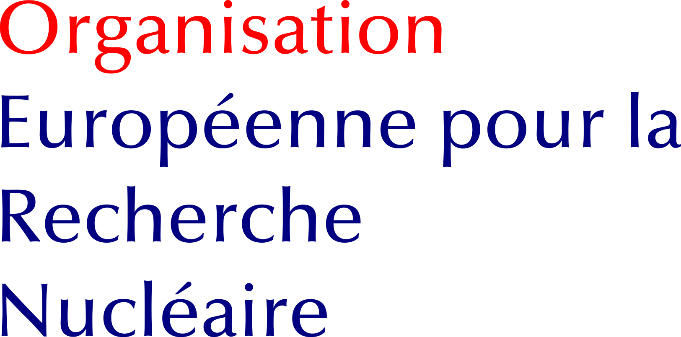 Organisation
Européenne pour la
Recherche
Nucléaire